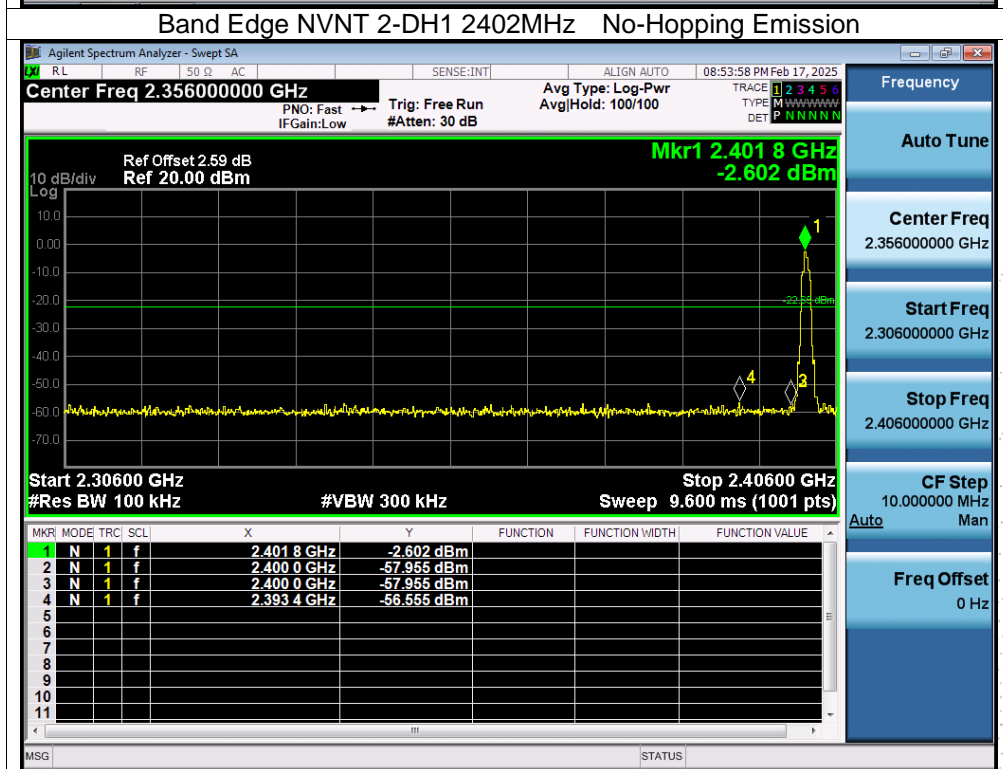 Band Edge NVNT 2-DH1 2402MHz No-Hopping Emission
Agilent Spectrum Analyzer - Swept SA
LXI RL RF 50 Ω AC SENSE:INT ALIGN AUTO 08:53:58 PM Feb 17, 2025
Center Freq 2.356000000 GHz
PNO: Fast
IFGain:Low
Trig: Free Run
#Atten: 30 dB
Avg Type: Log-Pwr
Avg|Hold: 100/100
TRACE 1 2 3 4 5 6
TYPE M WWWWW
DET P N N N N N
Mkr1 2.401 8 GHz
-2.602 dBm
Ref Offset 2.59 dB
Ref 20.00 dBm
10 dB/div
Log
10.0
0.00
-10.0
-20.0
-30.0
-40.0
-50.0
-60.0
-70.0
1
4
3
Start 2.30600 GHz Stop 2.40600 GHz
#Res BW 100 kHz #VBW 300 kHz Sweep 9.600 ms (1001 pts)
MKR MODE TRC SCL X Y FUNCTION FUNCTION WIDTH FUNCTION VALUE
1 N 1 f 2.401 8 GHz -2.602 dBm
2 N 1 f 2.400 0 GHz -57.955 dBm
3 N 1 f 2.400 0 GHz -57.955 dBm
4 N 1 f 2.393 4 GHz -56.555 dBm
5
6
7
8
9
10
11
MSG STATUS
Frequency
Auto Tune
Center Freq
2.356000000 GHz
Start Freq
2.306000000 GHz
Stop Freq
2.406000000 GHz
CF Step
10.000000 MHz
Auto Man
Freq Offset
0 Hz